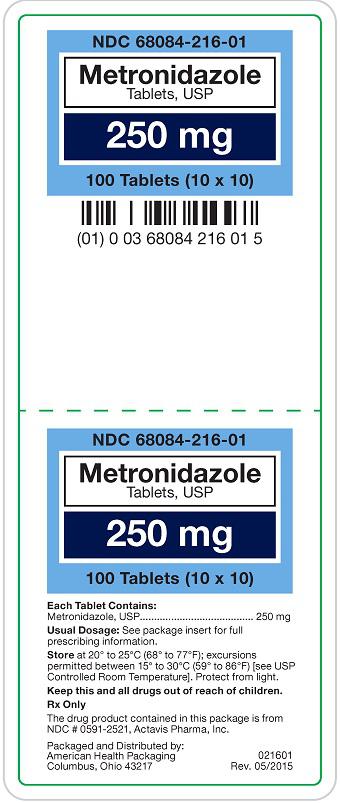 NDC 68084-216-01
Metronidazole
Tablets, USP
250 mg
100 Tablets (10 x 10)
(01) 0 03 68084 216 01 5
NDC 68084-216-01
Metronidazole
Tablets, USP
250 mg
100 Tablets (10 x 10)
Each Tablet Contains:
Metronidazole, USP........................................ 250 mg
Usual Dosage: See package insert for full
prescribing information.
Store at 20° to 25°C (68° to 77°F); excursions
permitted between 15° to 30°C (59° to 86°F) [see USP
Controlled Room Temperature]. Protect from light.
Keep this and all drugs out of reach of children.
Rx Only
The drug product contained in this package is from
NDC # 0591-2521, Actavis Pharma, Inc.
Packaged and Distributed by:
American Health Packaging 021601
Columbus, Ohio 43217 Rev. 05/2015